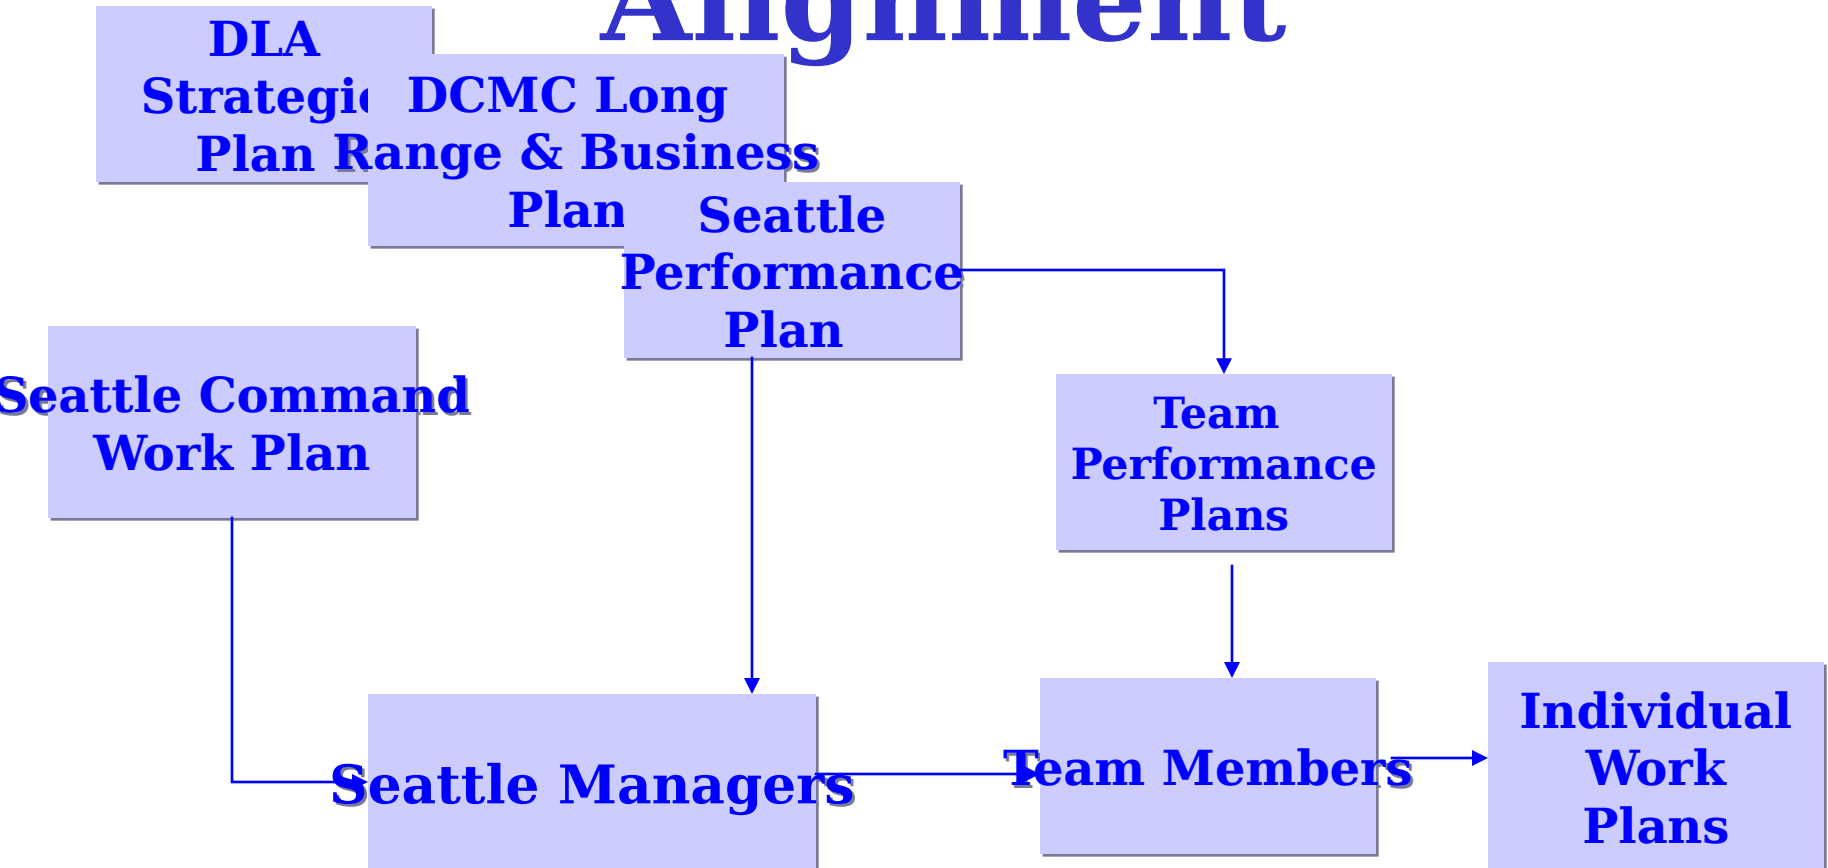 Alignment
DLA
Strategic
Plan
DCMC Long
Range & Business
Plan
Seattle
Performance
Plan
Seattle Command
Work Plan
Team
Performance
Plans
Seattle Managers
Team Members
Individual
Work
Plans